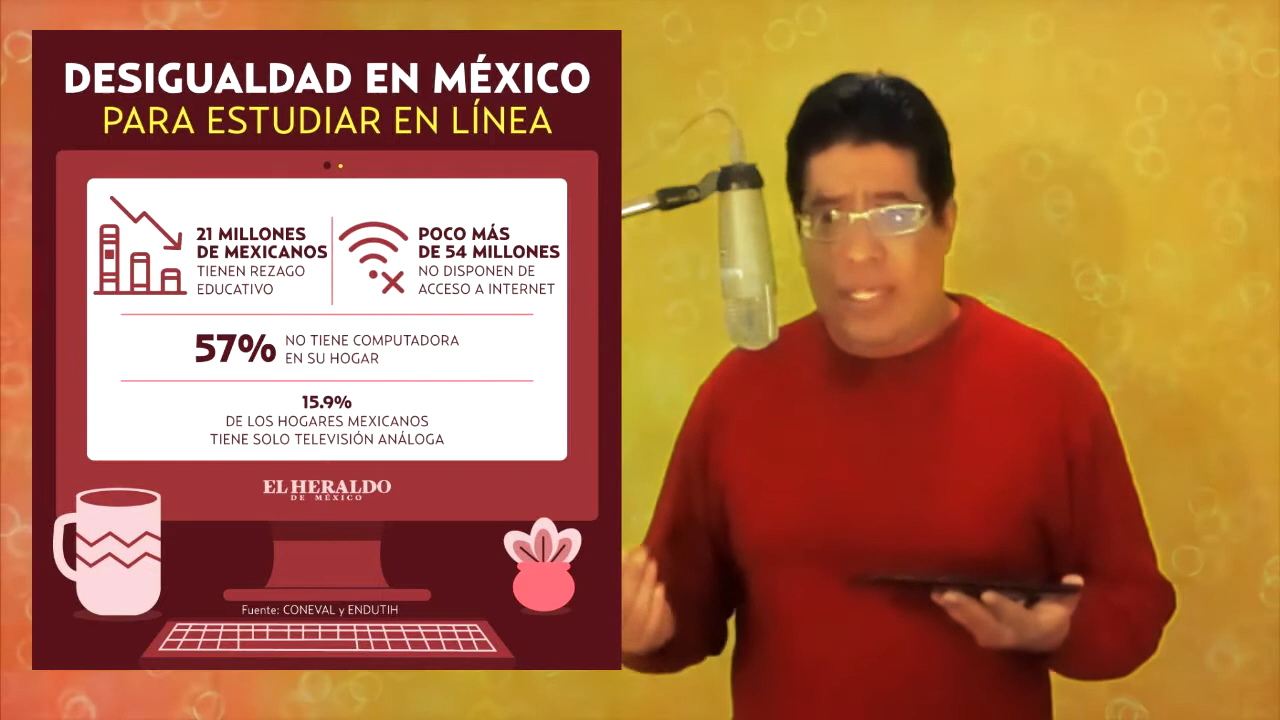 DESIGUALDAD EN MÉXICO
PARA ESTUDIAR EN LÍNEA
21 MILLONES
DE MEXICANOS
TIENEN REZAGO
EDUCATIVO
POCO MÁS
DE 54 MILLONES
NO DISPONEN DE
ACCESO A INTERNET
57%
NO TIENE COMPUTADORA
EN SU HOGAR
15.9%
DE LOS HOGARES MEXICANOS
TIENE SOLO TELEVISIÓN ANÁLOGA
EL HERALDO
DE MÉXICO
Fuente: CONEVAL y ENDUTIH